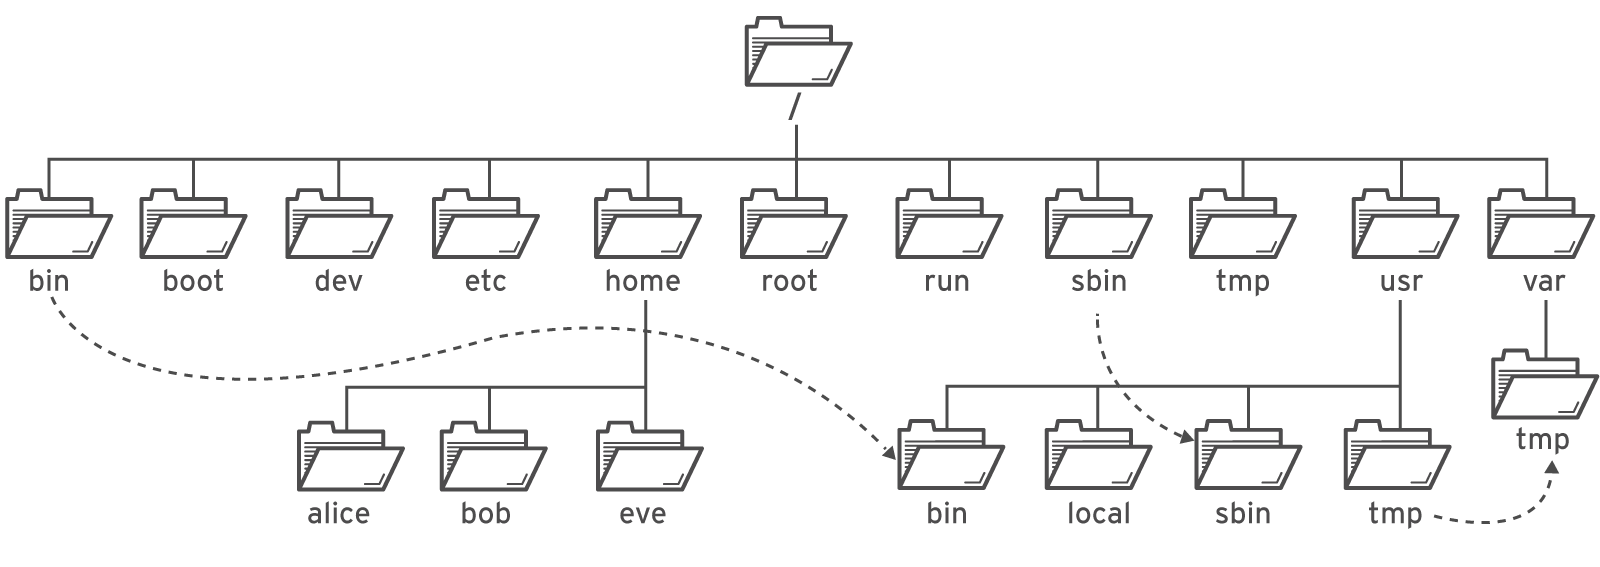 /
bin boot dev etc home root run sbin tmp usr var
tmp
alice bob eve bin local sbin tmp